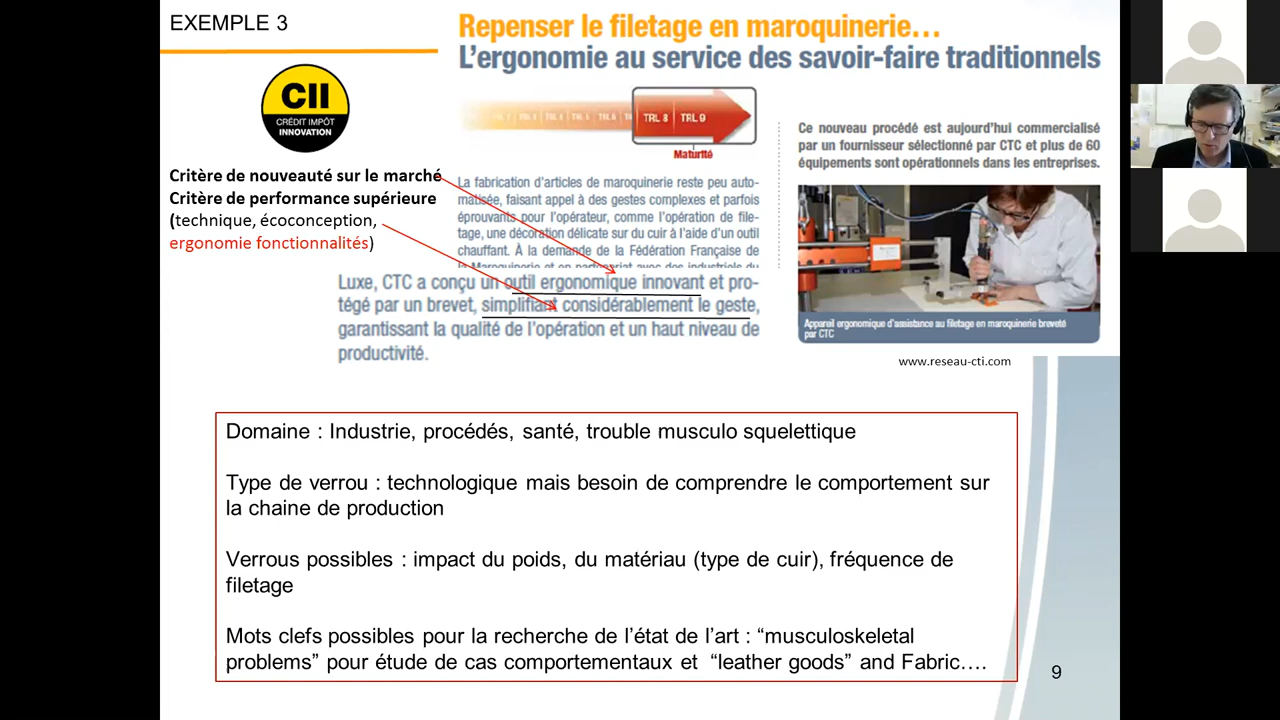 EXEMPLE 3
Repenser le filetage en maroquinerie…
L’ergonomie au service des savoir-faire traditionnels
CII
CRÉDIT IMPÔT
INNOVATION
TRL 8
TRL 9
Maturité
Critère de nouveauté sur le marché
Critère de performance supérieure
(technique, écoconception,
ergonomie fonctionnalités)
La fabrication d’articles de maroquinerie reste peu auto-
matisée, faisant appel à des gestes complexes et parfois
éprouvants pour l’opérateur, comme l’opération de file-
tage, une décoration délicate sur du cuir à l’aide d’un outil
chauffant. À la demande de la Fédération Française de
la Maroquinerie et en partenariat avec des industriels du
Luxe, CTC a conçu un outil ergonomique innovant et pro-
tégé par un brevet, simplifiant considérablement le geste,
garantissant la qualité de l’opération et un haut niveau de
productivité.
Ce nouveau procédé est aujourd’hui commercialisé
par un fournisseur sélectionné par CTC et plus de 60
équipements sont opérationnels dans les entreprises.
Appareil ergonomique d’assistance au filetage en maroquinerie breveté
par CTC
www.reseau-cti.com
Domaine : Industrie, procédés, santé, trouble musculo squelettique
Type de verrou : technologique mais besoin de comprendre le comportement sur
la chaine de production
Verrous possibles : impact du poids, du matériau (type de cuir), fréquence de
filetage
Mots clefs possibles pour la recherche de l’état de l’art : “musculoskeletal
problems” pour étude de cas comportementaux et “leather goods” and Fabric….
9